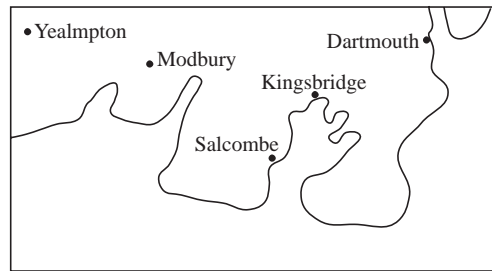 Yealmpton
Dartmouth
Modbury
Kingsbridge
Salcombe